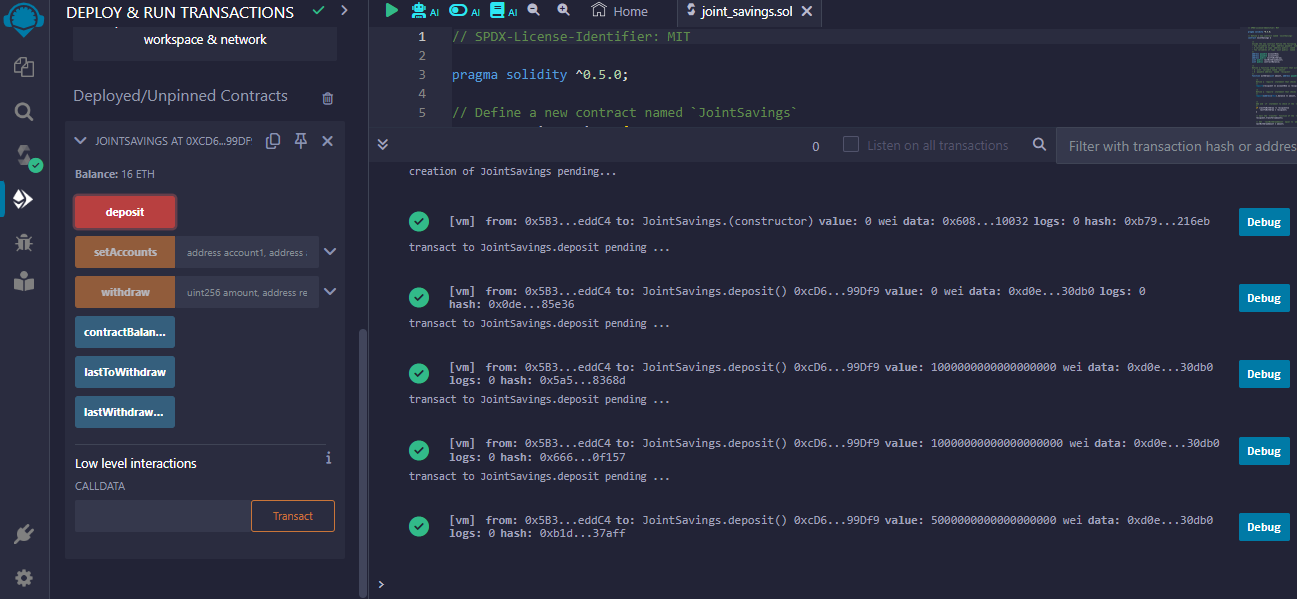 DEPLOY & RUN TRANSACTIONS
workspace & network
Deployed/Unpinned Contracts
JOINTSAVINGS AT 0XCD6...99DF
Balance: 16 ETH
deposit
setAccounts address account1, address
withdraw uint256 amount, address re
contractBalan...
lastToWithdraw
lastWithdraw...
Low level interactions i
CALLDATA
Transact
AI AI AI Home joint_savings.sol
1 // SPDX-License-Identifier: MIT
2
3 pragma solidity ^0.5.0;
4
5 // Define a new contract named `JointSavings`
0 Listen on all transactions Filter with transaction hash or addres
creation of JointSavings pending...
[vm] from: 0x5B3...eddC4 to: JointSavings.(constructor) value: 0 wei data: 0x608...10032 logs: 0 hash: 0xb79...216eb Debug
transact to JointSavings.deposit pending ...
[vm] from: 0x5B3...eddC4 to: JointSavings.deposit() 0xcD6...99Df9 value: 0 wei data: 0xd0e...30db0 logs: 0
hash: 0x0de...85e36 Debug
transact to JointSavings.deposit pending ...
[vm] from: 0x5B3...eddC4 to: JointSavings.deposit() 0xcD6...99Df9 value: 1000000000000000000 wei data: 0xd0e...30db0
logs: 0 hash: 0x5a5...8368d Debug
transact to JointSavings.deposit pending ...
[vm] from: 0x5B3...eddC4 to: JointSavings.deposit() 0xcD6...99Df9 value: 10000000000000000000 wei data: 0xd0e...30db0
logs: 0 hash: 0x666...0f157 Debug
transact to JointSavings.deposit pending ...
[vm] from: 0x5B3...eddC4 to: JointSavings.deposit() 0xcD6...99Df9 value: 5000000000000000000 wei data: 0xd0e...30db0
logs: 0 hash: 0xb1d...37aff Debug
>